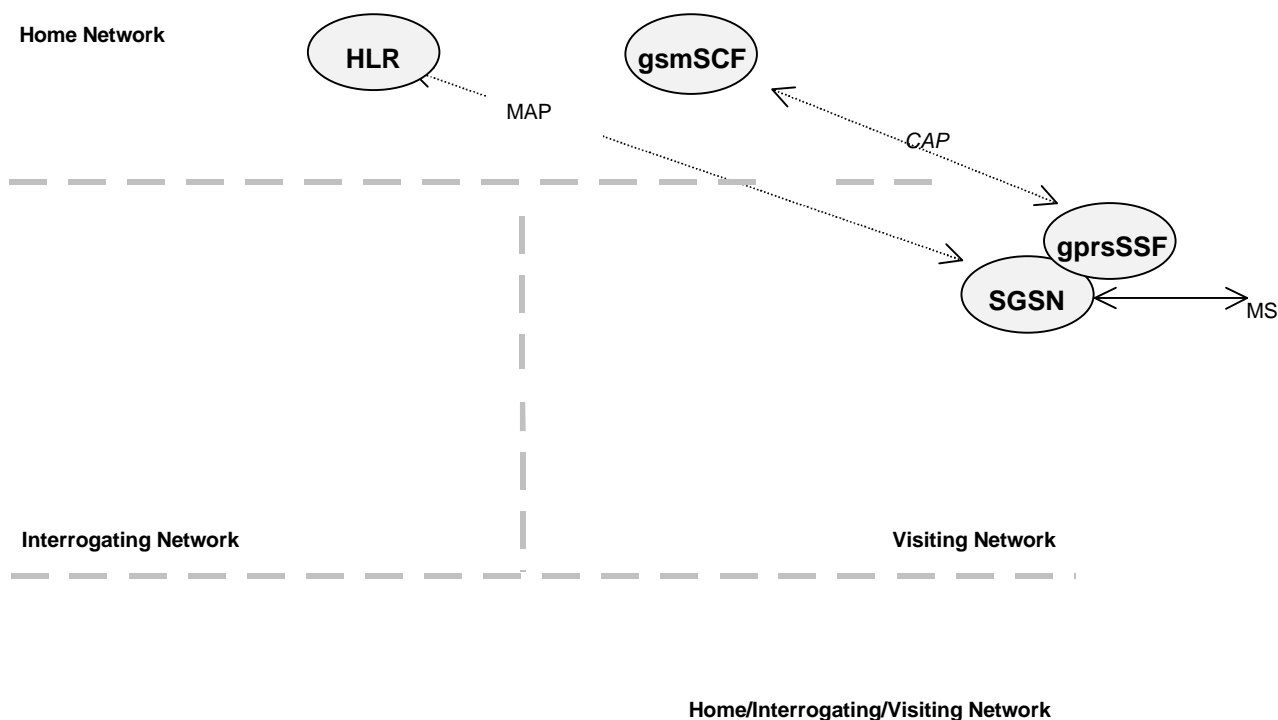 Home Network
HLR
gsmSCF
MAP
CAP
gprsSSF
SGSN
MS
Interrogating Network
Visiting Network
Home/Interrogating/Visiting Network